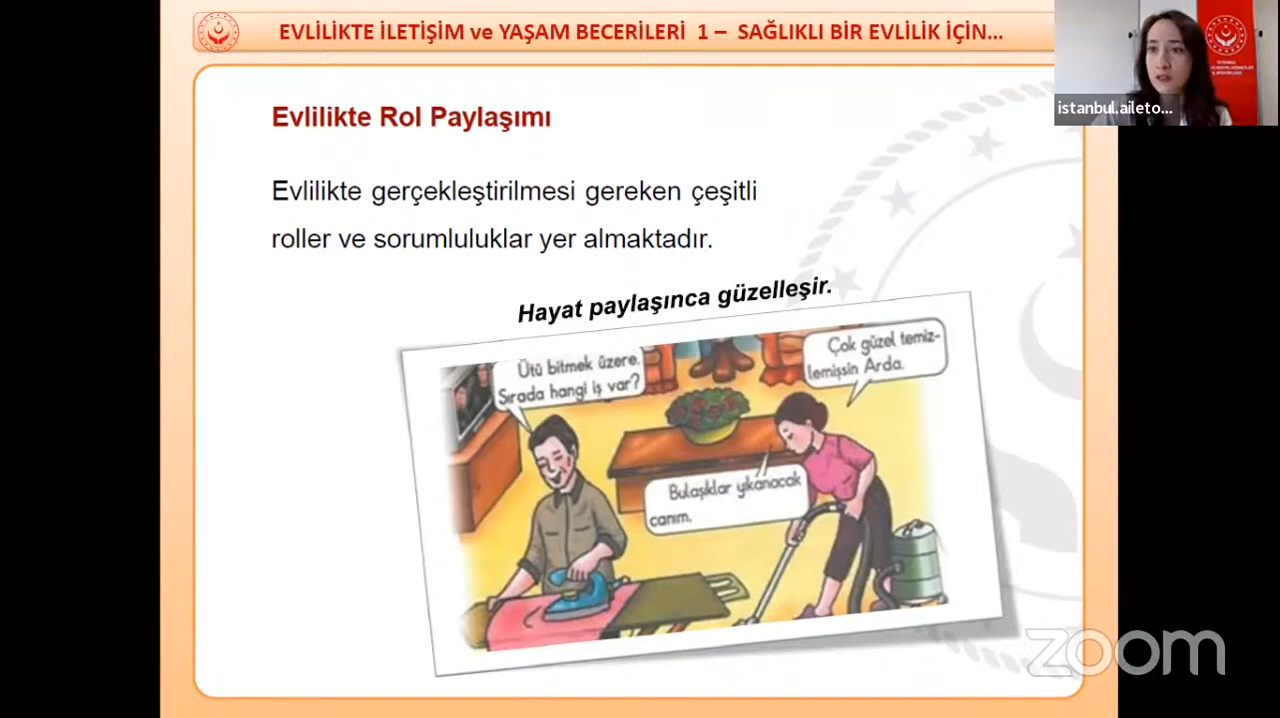 EVLİLİKTE İLETİŞİM ve YAŞAM BECERİLERİ 1 – SAĞLIKLI BİR EVLİLİK İÇİN...
istanbul.aileto...
Evlilikte Rol Paylaşımı
Evlilikte gerçekleştirilmesi gereken çeşitli
roller ve sorumluluklar yer almaktadır.
Hayat paylaşınca güzelleşir.
Ütü bitmek üzere.
Sırada hangi iş var?
Çok güzel temiz-
lemişsin Arda.
Bulaşıklar yıkanacak
canım.
zoom